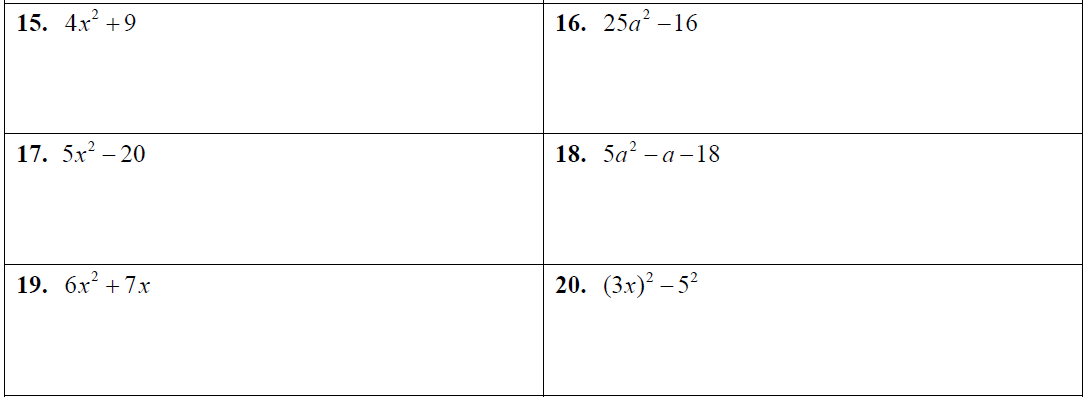 15. 4x² + 9
16. 25a² − 16
17. 5x² − 20
18. 5a² − a − 18
19. 6x² + 7x
20. (3x)² − 5²